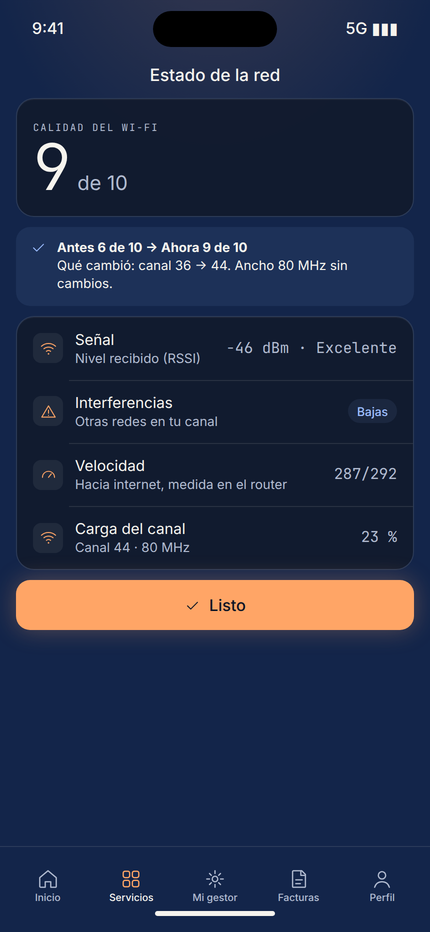 9:41
5G
Estado de la red
CALIDAD DEL WI-FI
9 de 10
Antes 6 de 10 → Ahora 9 de 10
Qué cambió: canal 36 → 44. Ancho 80 MHz sin
cambios.
Señal
Nivel recibido (RSSI)
-46 dBm · Excelente
Interferencias
Otras redes en tu canal
Bajas
Velocidad
Hacia internet, medida en el router
287/292
Carga del canal
Canal 44 · 80 MHz
23 %
Listo
Inicio
Servicios
Mi gestor
Facturas
Perfil